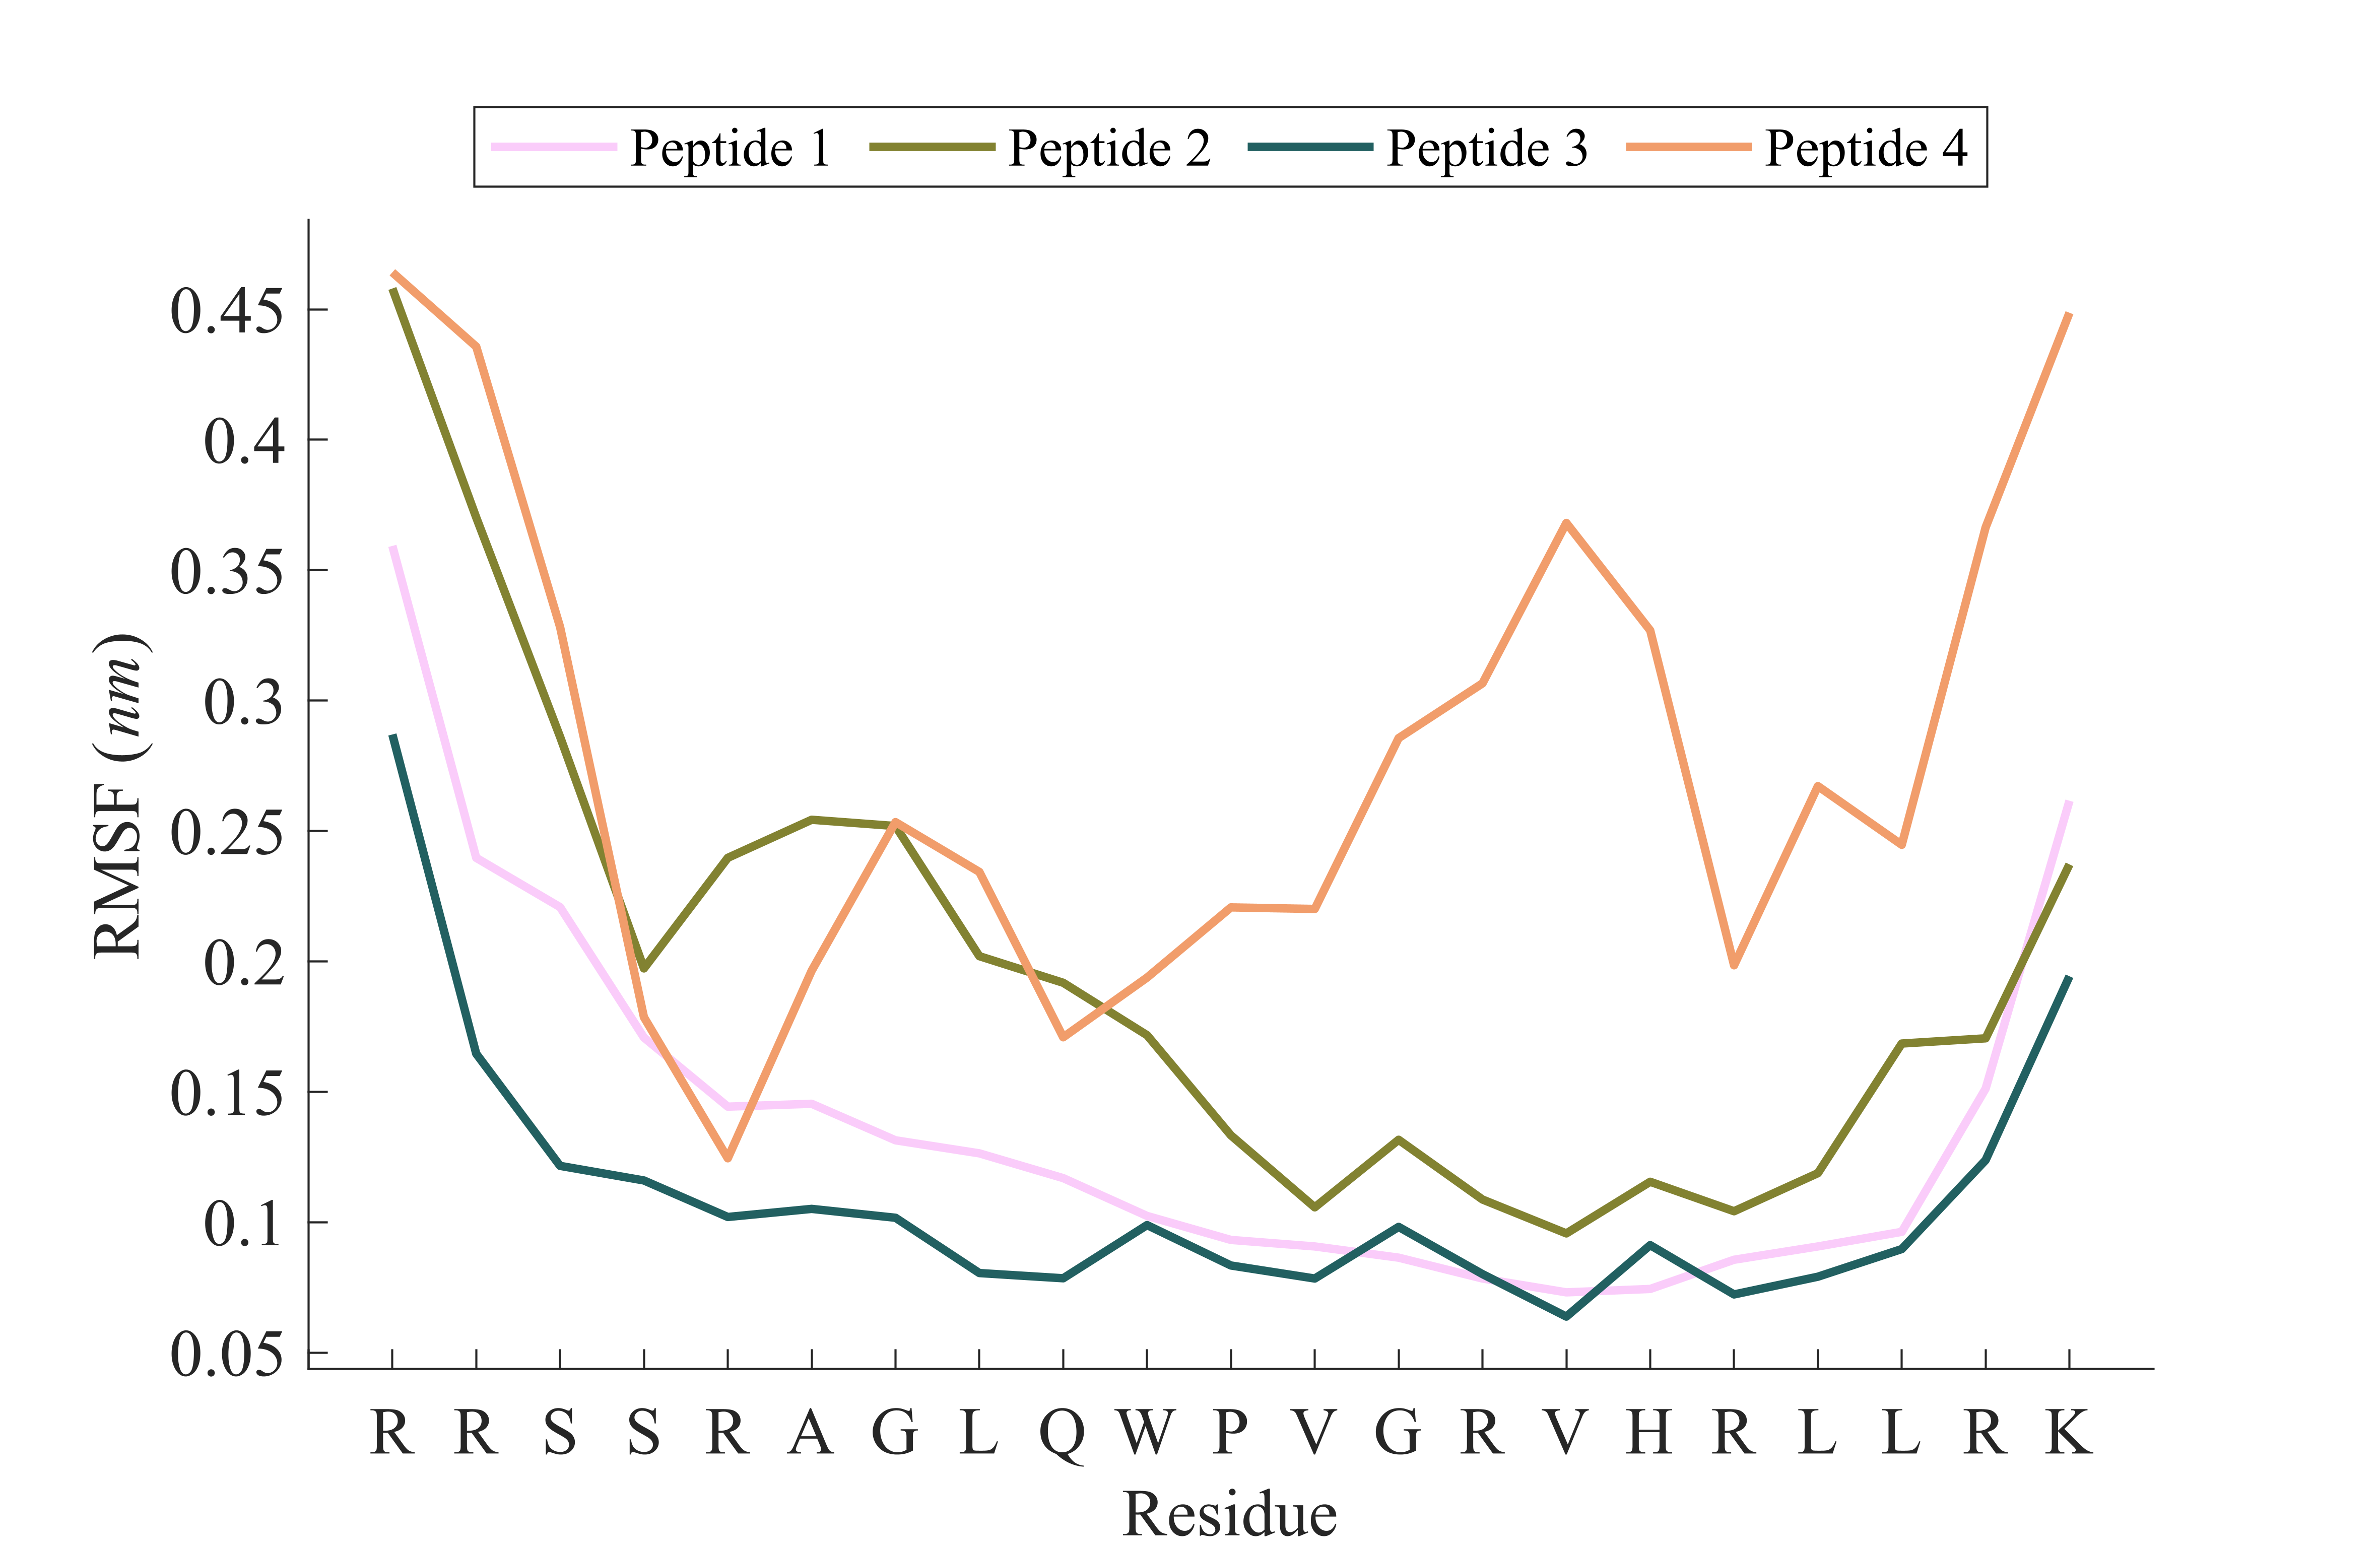 Peptide 1 Peptide 2 Peptide 3 Peptide 4
0.45
0.4
0.35
0.3
0.25
0.2
0.15
0.1
0.05
RMSF (nm)
R R S S R A G L Q W P V G R V H R L L R K
Residue